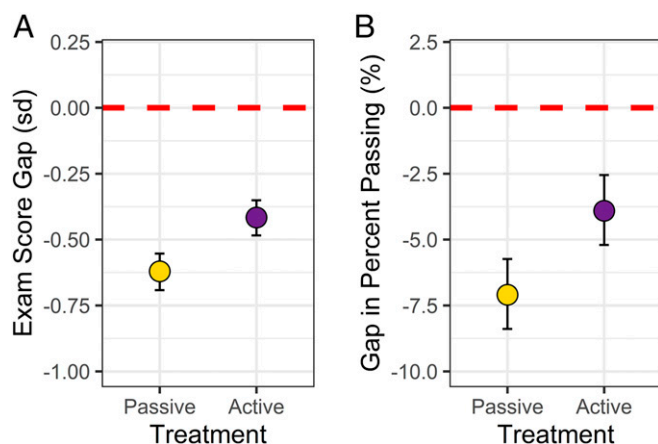 A
Exam Score Gap (sd)
0.25
0.00
-0.25
-0.50
-0.75
-1.00
Passive
Active
Treatment
B
Gap in Percent Passing (%)
2.5
0.0
-2.5
-5.0
-7.5
-10.0
Passive
Active
Treatment